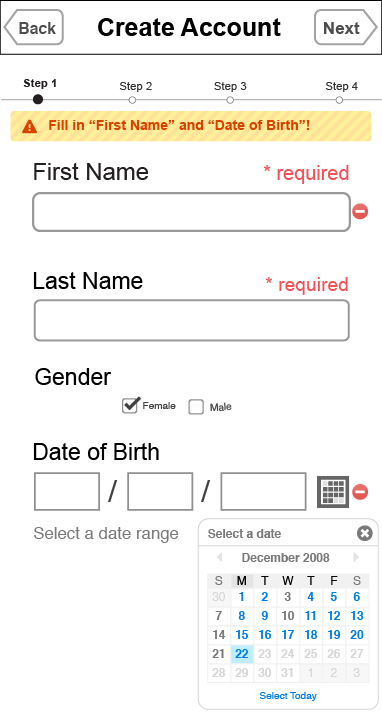 Back
Create Account
Next
Step 1
Step 2
Step 3
Step 4
Fill in “First Name” and “Date of Birth”!
First Name
* required
Last Name
* required
Gender
Female
Male
Date of Birth
/ /
Select a date range
Select a date
December 2008
S M T W T F S
30 1 2 3 4 5 6
7 8 9 10 11 12 13
14 15 16 17 18 19 20
21 22 23 24 25 26 27
28 29 30 31 1 2 3
Select Today